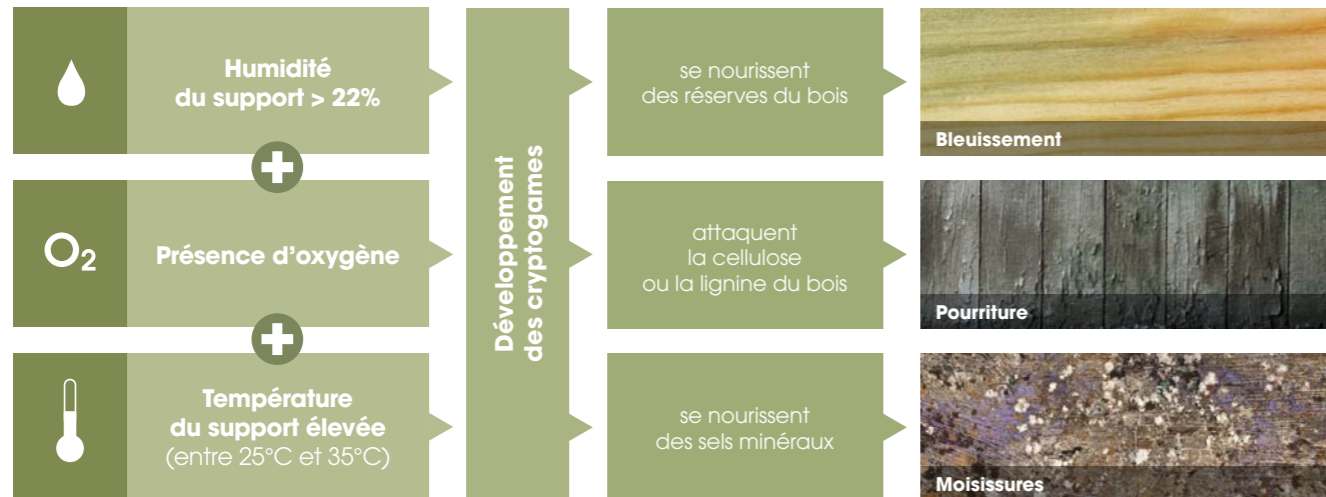 Humidité
du support > 22%
O2
Présence d'oxygène
Température
du support élevée
(entre 25°C et 35°C)
Développement
des cryptogames
se nourissent
des réserves du bois
Bleuissement
attaquent
la cellulose
ou la lignine du bois
Pourriture
se nourissent
des sels minéraux
Moisissures